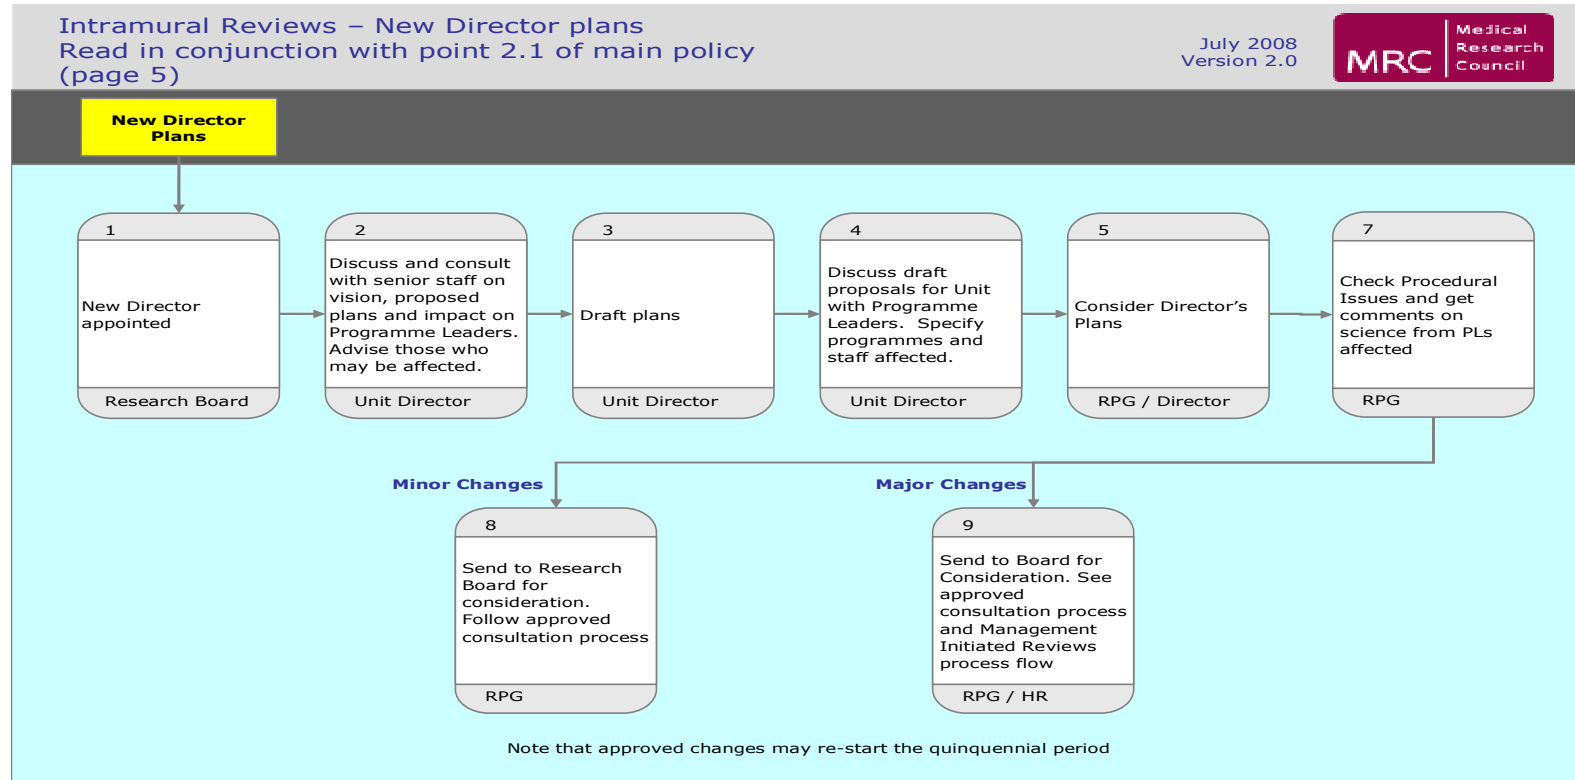 Intramural Reviews – New Director plans
Read in conjunction with point 2.1 of main policy
(page 5)
July 2008
Version 2.0
MRC
Medical
Research
Council
New Director
Plans
1
New Director
appointed
Research Board
2
Discuss and consult
with senior staff on
vision, proposed
plans and impact on
Programme Leaders.
Advise those who
may be affected.
Unit Director
3
Draft plans
Unit Director
4
Discuss draft
proposals for Unit
with Programme
Leaders.  Specify
programmes and
staff affected.
Unit Director
5
Consider Director’s
Plans
RPG / Director
7
Check Procedural
Issues and get
comments on
science from PLs
affected
RPG
Minor Changes
Major Changes
8
Send to Research
Board for
consideration.
Follow approved
consultation process
RPG
9
Send to Board for
Consideration. See
approved
consultation process
and Management
Initiated Reviews
process flow
RPG / HR
Note that approved changes may re-start the quinquennial period